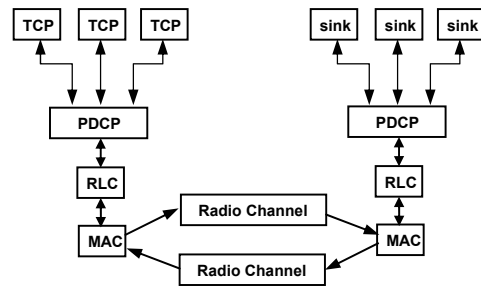 TCP TCP TCP sink sink sink
PDCP PDCP
RLC RLC
Radio Channel
MAC MAC
Radio Channel